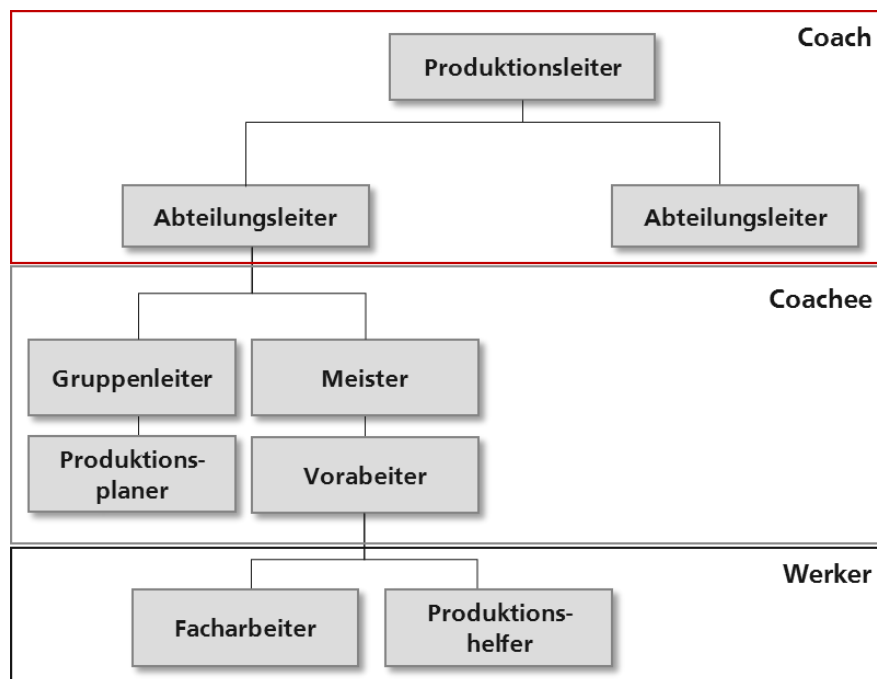 Coach
Produktionsleiter
Abteilungsleiter
Abteilungsleiter
Coachee
Gruppenleiter
Meister
Produktions-
planer
Vorabeiter
Werker
Facharbeiter
Produktions-
helfer